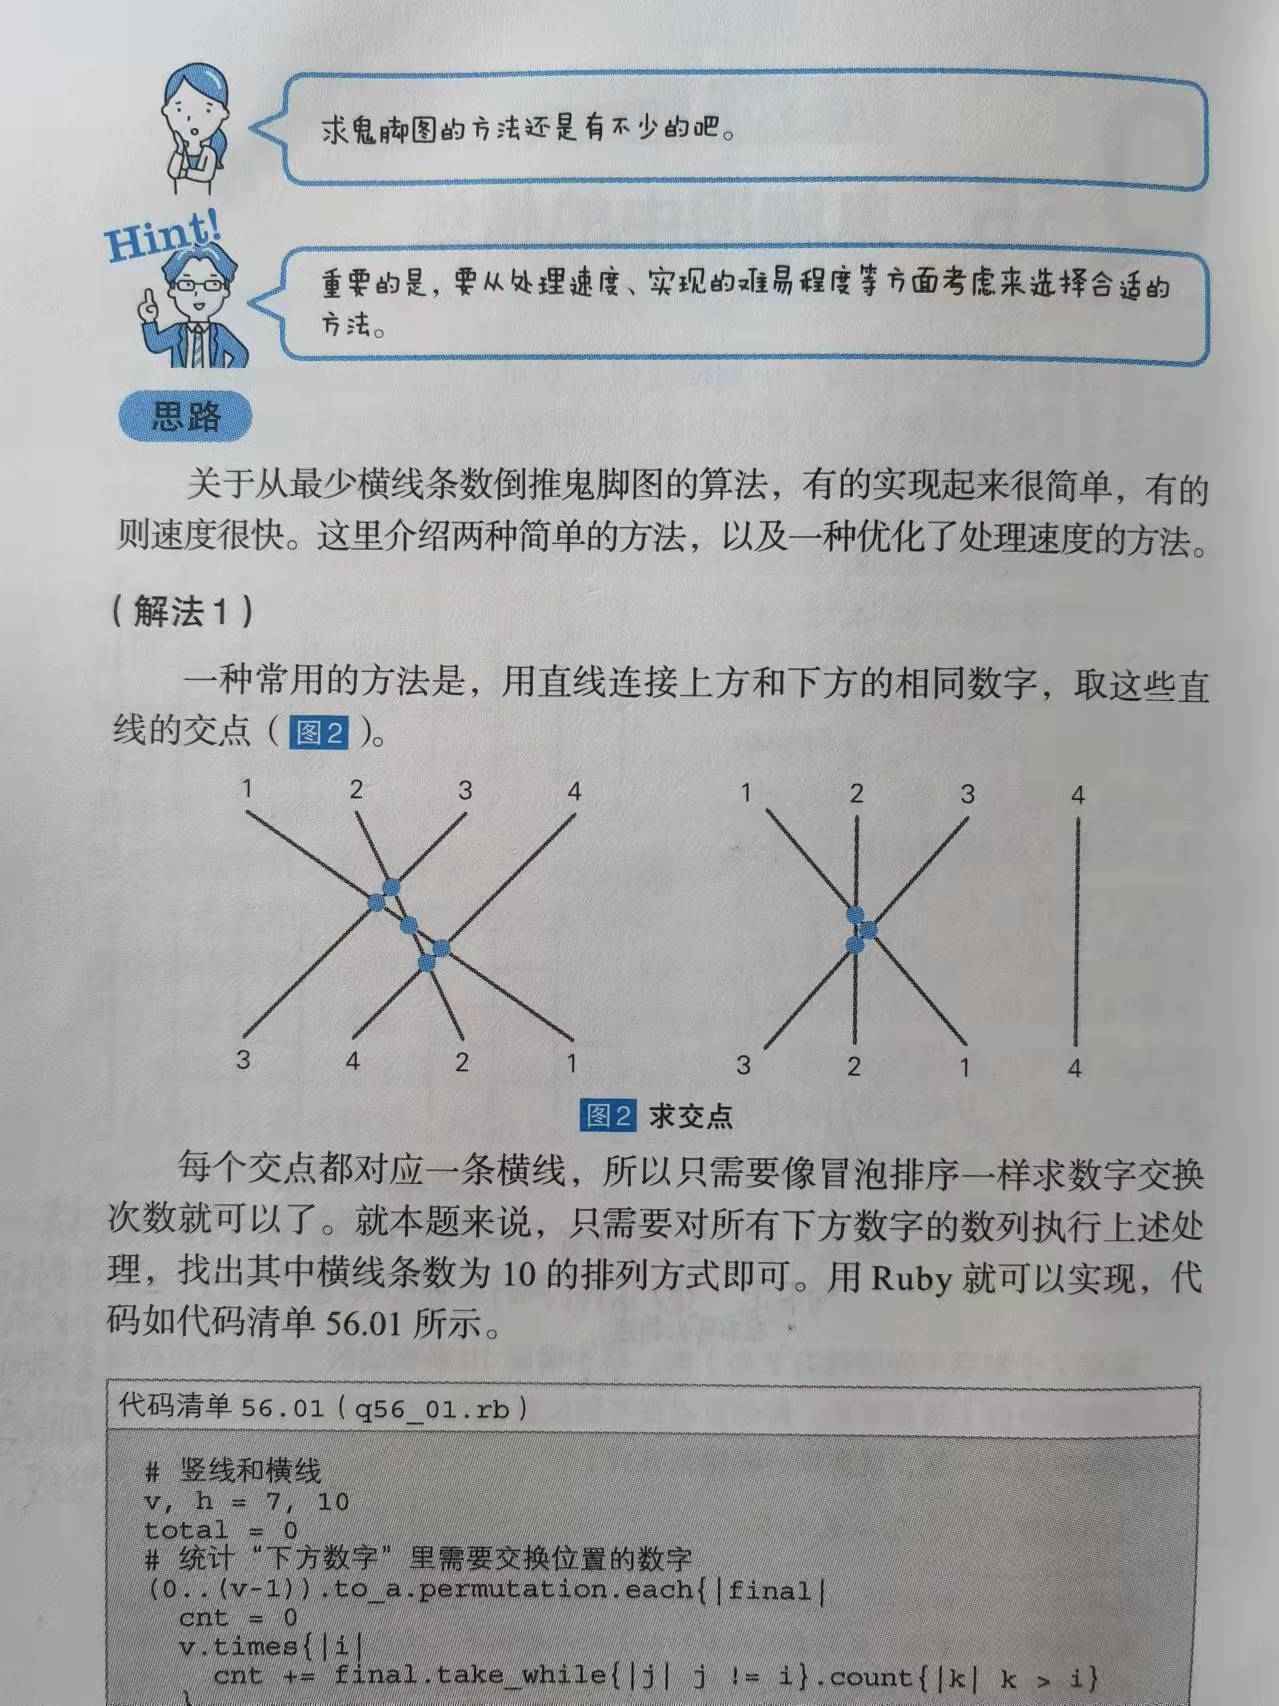 求鬼脚图的方法还是有不少的吧。
Hint!
重要的是，要从处理速度、实现的难易程度等方面考虑来选择合适的
方法。
思路
关于从最少横线条数倒推鬼脚图的算法，有的实现起来很简单，有的
则速度很快。这里介绍两种简单的方法，以及一种优化了处理速度的方法。
（解法1）
一种常用的方法是，用直线连接上方和下方的相同数字，取这些直
线的交点（图2）。
1 2 3 4
3 4 2 1
1 2 3 4
3 2 1 4
图2 求交点
每个交点都对应一条横线，所以只需要像冒泡排序一样求数字交换
次数就可以了。就本题来说，只需要对所有下方数字的数列执行上述处
理，找出其中横线条数为 10 的排列方式即可。用 Ruby 就可以实现，代
码如代码清单 56.01 所示。
代码清单 56.01（q56_01.rb）
# 竖线和横线
v, h = 7, 10
total = 0
# 统计“下方数字”里需要交换位置的数字
(0..(v-1)).to_a.permutation.each{|final|
cnt = 0
v.times{|i|
cnt += final.take_while{|j| j != i}.count{|k| k > i}
}